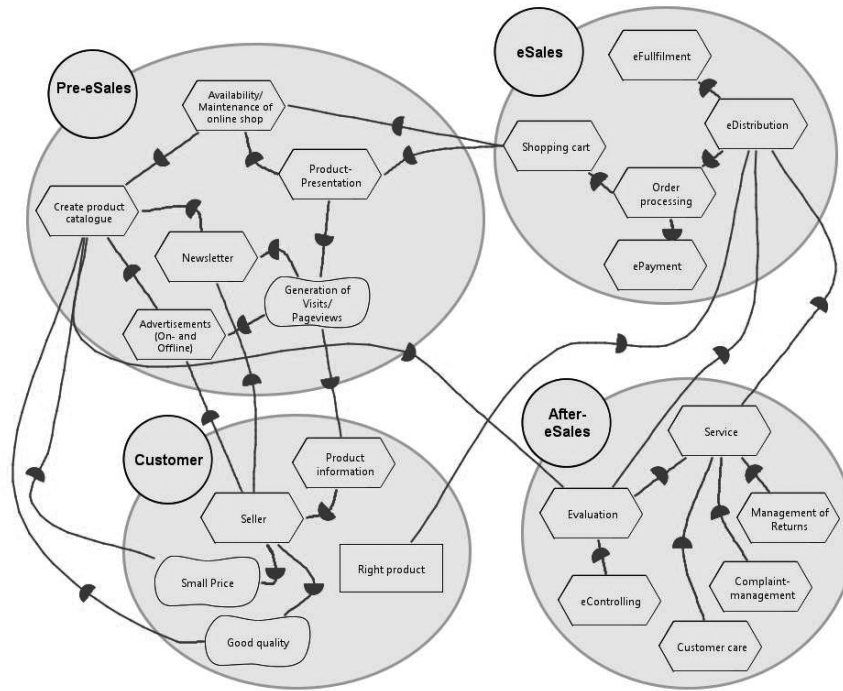 Pre-eSales
Availability/
Maintenance of
online shop
Product-
Presentation
Create product
catalogue
Newsletter
Generation of
Visits/
Pageviews
Advertisements
(On- and
Offline)
eSales
eFullfilment
eDistribution
Shopping cart
Order
processing
ePayment
Customer
Product
information
Seller
Small Price
Right product
Good quality
After-
eSales
Service
Evaluation
Management of
Returns
eControlling
Complaint-
management
Customer care